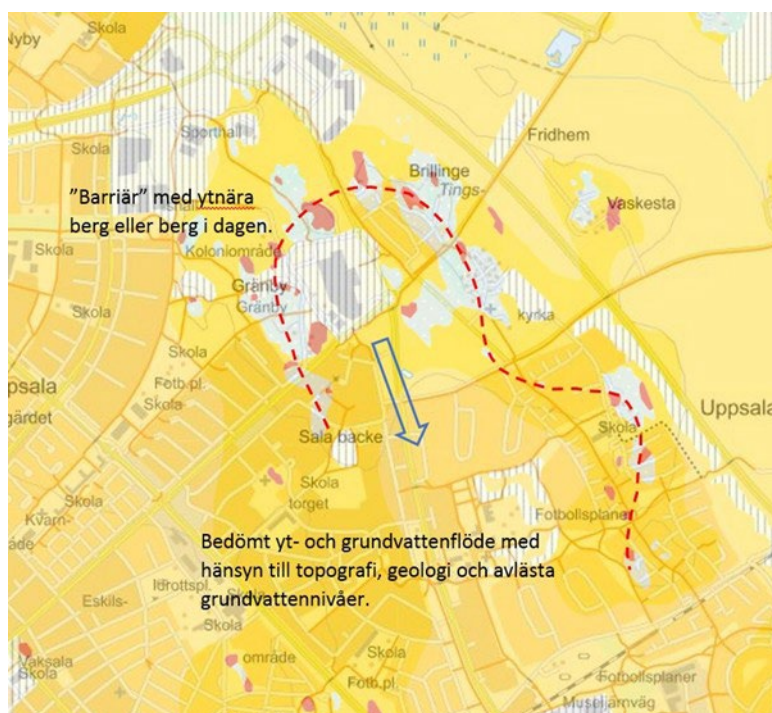 Nyby
Skola
Skola
Sporthall
Fridhem
Brillinge
Tings-
Vaskesta
"Barriär" med ytnära
berg eller berg i dagen.
Skola
Koloniområde
Gränby
Gränby
Skola
kyrka
Skola
Fotb.pl.
Skola
ppsala
gärdet
Uppsala
Skola
Sala backe
Skola
torget
Skola
Kvarn-
Fotbollsplaner
Bedömt yt- och grundvattenflöde med
hänsyn till topografi, geologi och avlästa
grundvattennivåer.
Idrottspl.
Eskils-
Skola
Vaksala
Skola
område
Skola
Fotb.pl.
Fotbollsplaner
Museijärnväg